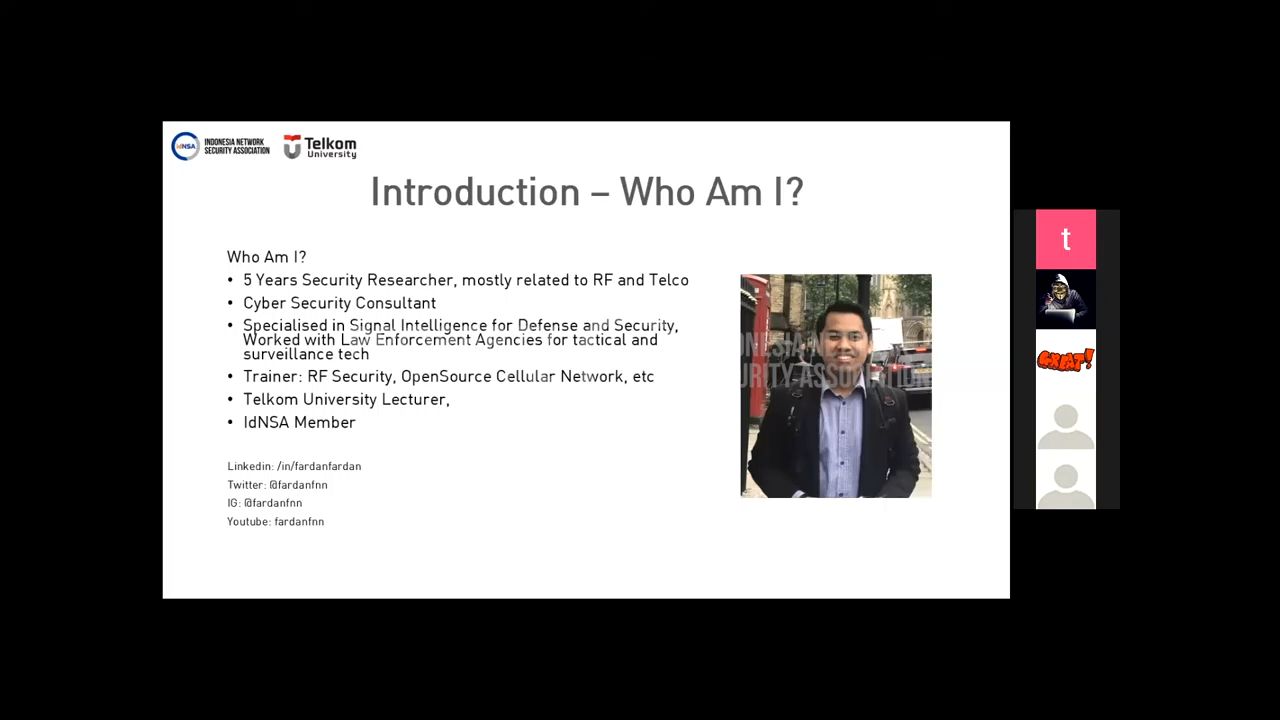 idNSA
INDONESIA NETWORK
SECURITY ASSOCIATION
Telkom
University
Introduction – Who Am I?
Who Am I?
• 5 Years Security Researcher, mostly related to RF and Telco
• Cyber Security Consultant
• Specialised in Signal Intelligence for Defense and Security,
Worked with Law Enforcement Agencies for tactical and
surveillance tech
• Trainer: RF Security, OpenSource Cellular Network, etc
• Telkom University Lecturer,
• IdNSA Member
Linkedin: /in/fardanfardan
Twitter: @fardanfnn
IG: @fardanfnn
Youtube: fardanfnn
t
GREAT!